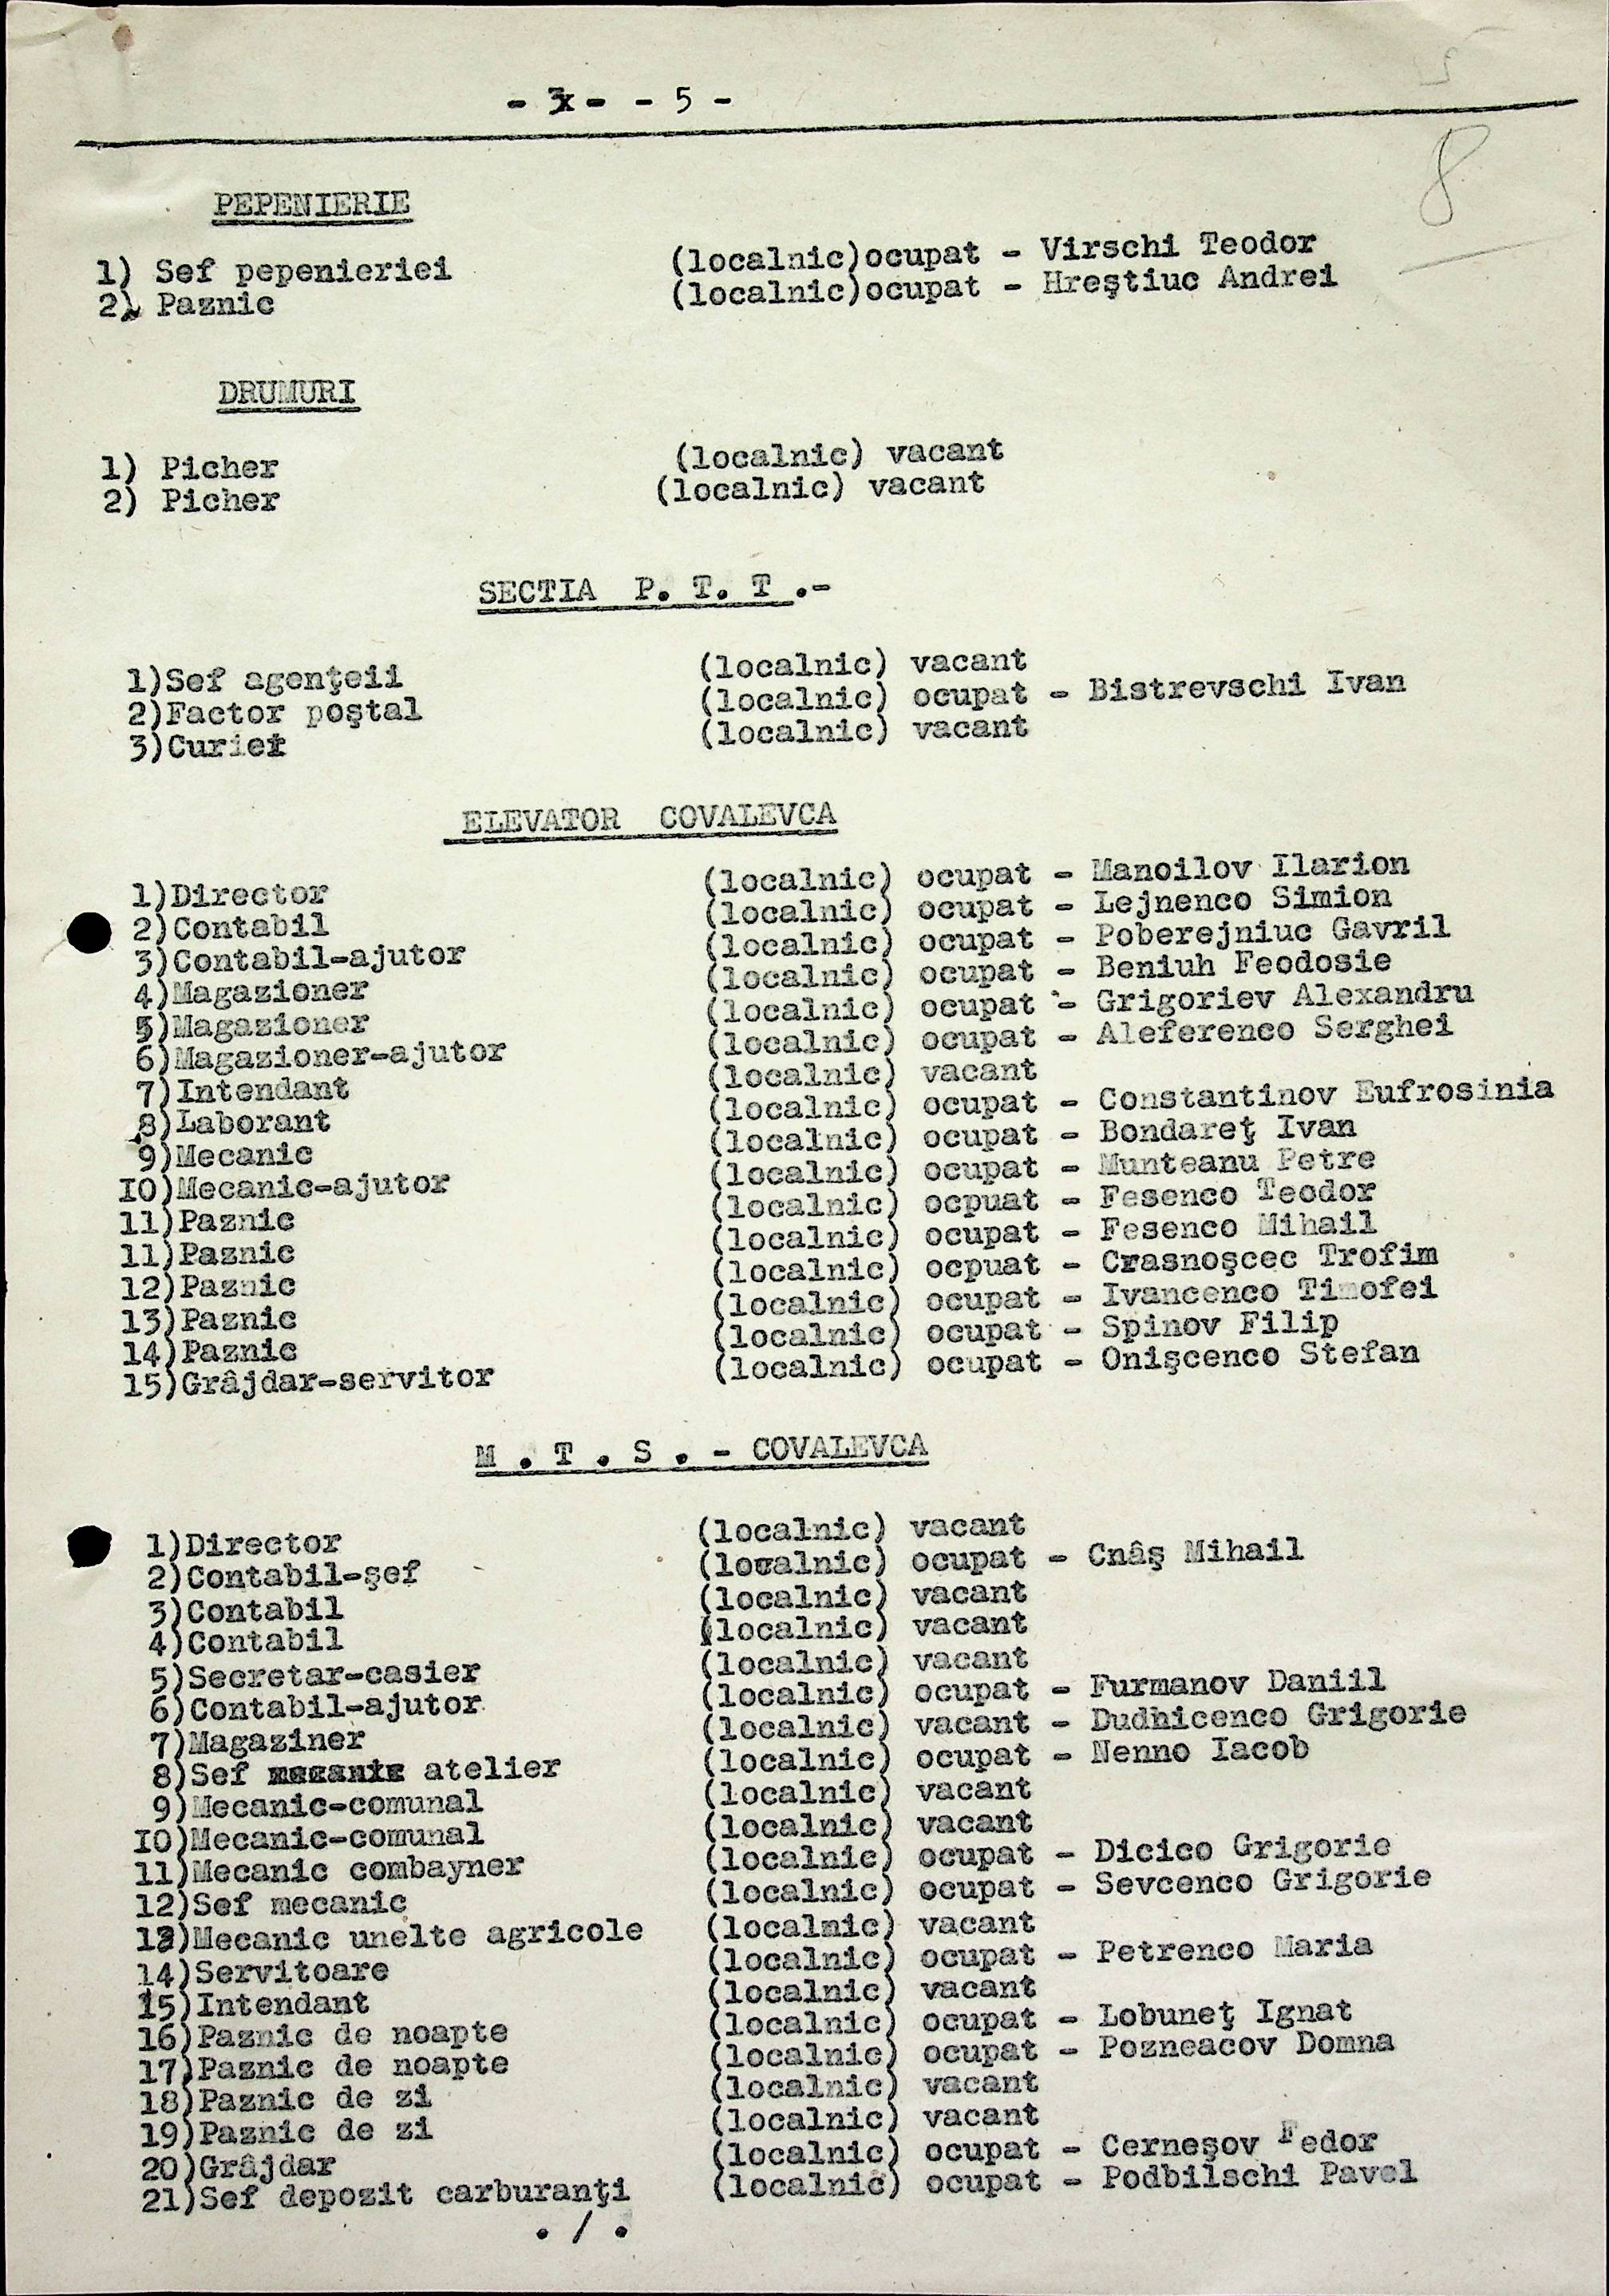 - 3x- - 5 -
8
PEPENIERIE
1) Sef pepenieriei (localnic)ocupat - Virschi Teodor
2) Paznic (localnic)ocupat - Hreştiuc Andrei
DRUMURI
1) Picher (localnic) vacant
2) Picher (localnic) vacant
SECTIA P. T. T .-
1)Sef agenţeii (localnic) vacant
2)Factor poştal (localnic) ocupat - Bistrevschi Ivan
3)Curier (localnic) vacant
ELEVATOR COVALEVCA
1)Director (localnic) ocupat - Manoilov Ilarion
2)Contabil (localnic) ocupat - Lejnenco Simion
3)Contabil-ajutor (localnic) ocupat - Poberejniuc Gavril
4)Magazioner (localnic) ocupat - Beniuh Feodosie
5)Magazioner (localnic) ocupat - Grigoriev Alexandru
6)Magazioner-ajutor (localnic) ocupat - Aleferenco Serghei
7)Intendant (localnic) vacant
8)Laborant (localnic) ocupat - Constantinov Eufrosinia
9)Mecanic (localnic) ocupat - Bondareţ Ivan
IO)Mecanic-ajutor (localnic) ocupat - Munteanu Petre
11)Paznic (localnic) ocpuat - Fesenco Teodor
11)Paznic (localnic) ocupat - Fesenco Mihail
12)Paznic (localnic) ocpuat - Crasnoşcec Trofim
13)Paznic (localnic) ocupat - Ivancenco Timofei
14)Paznic (localnic) ocupat - Spinov Filip
15)Grâjdar-servitor (localnic) ocupat - Onişcenco Stefan
M . T . S . - COVALEVCA
1)Director (localnic) vacant
2)Contabil-şef (localnic) ocupat - Cnâş Mihail
3)Contabil (localnic) vacant
4)Contabil (localnic) vacant
5)Secretar-casier (localnic) vacant
6)Contabil-ajutor (localnic) ocupat - Furmanov Daniil
7)Magaziner (localnic) vacant - Dudhicenco Grigorie
8)Sef atelier (localnic) ocupat - Nenno Iacob
9)Mecanic-comunal (localnic) vacant
IO)Mecanic-comunal (localnic) vacant
11)Mecanic combayner (localnic) ocupat - Dicico Grigorie
12)Sef mecanic (localnic) ocupat - Sevcenco Grigorie
13)Mecanic unelte agricole (localnic) vacant
14)Servitoare (localnic) ocupat - Petrenco Maria
15)Intendant (localnic) vacant
16)Paznic de noapte (localnic) ocupat - Lobuneţ Ignat
17)Paznic de noapte (localnic) ocupat - Pozneacov Domna
18)Paznic de zi (localnic) vacant
19)Paznic de zi (localnic) vacant
20)Grâjdar (localnic) ocupat - Cerneşov Fedor
21)Sef depozit carburanţi (localnic) ocupat - Podbilschi Pavel
. / .